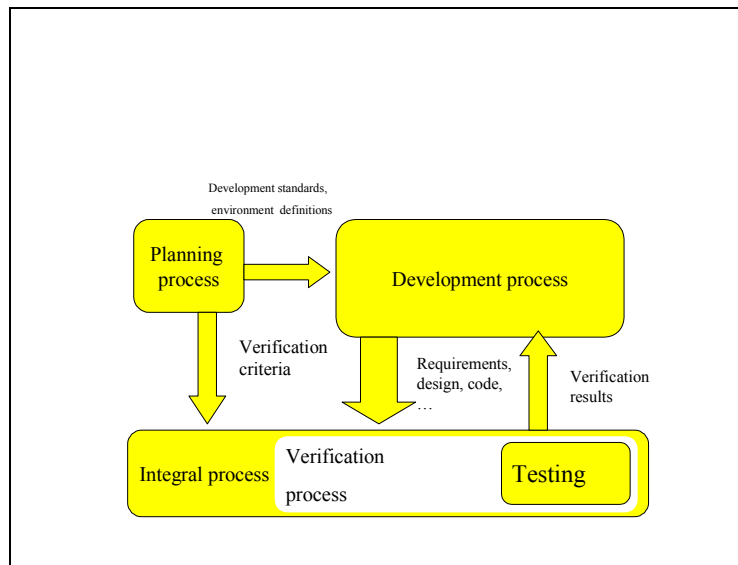 Development standards,
environment definitions
Planning
process
Development process
Verification
criteria
Requirements,
design, code,
…
Verification
results
Integral process
Verification
process
Testing